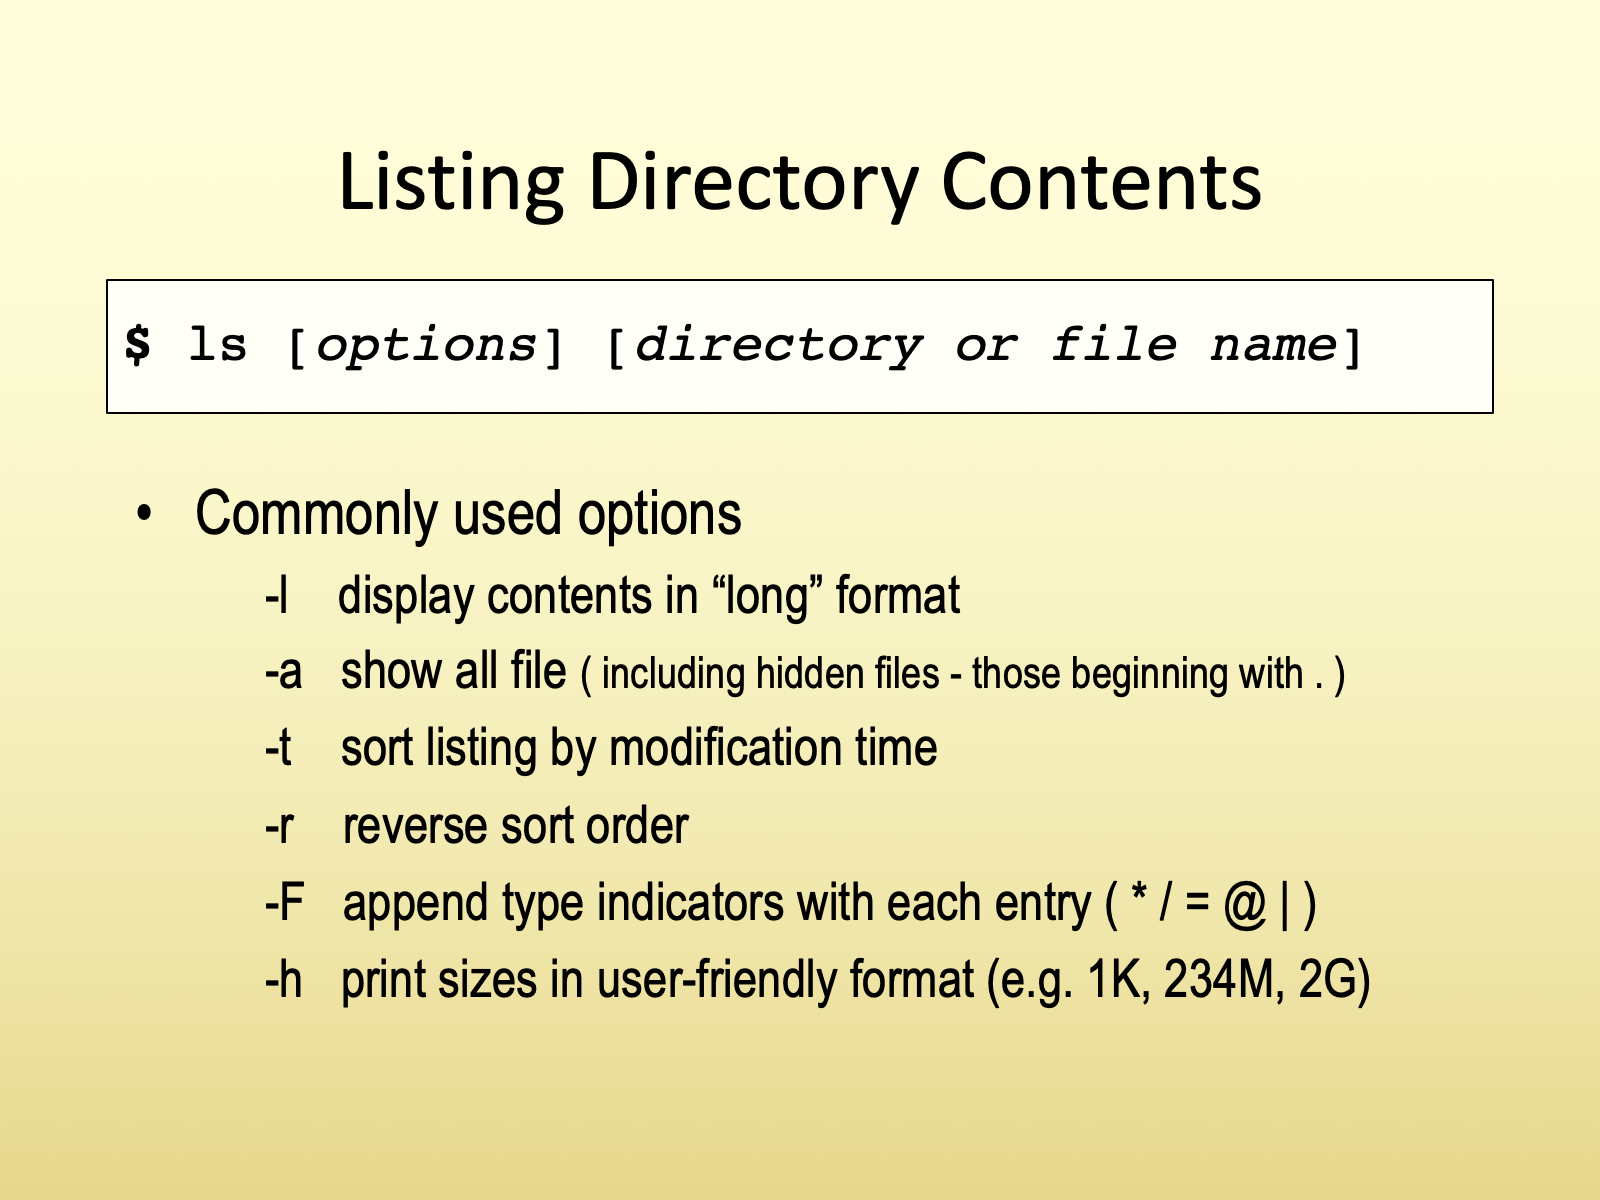 Listing Directory Contents
$ ls [options] [directory or file name]
• Commonly used options
-l display contents in “long” format
-a show all file ( including hidden files - those beginning with . )
-t sort listing by modification time
-r reverse sort order
-F append type indicators with each entry ( * / = @ | )
-h print sizes in user-friendly format (e.g. 1K, 234M, 2G)